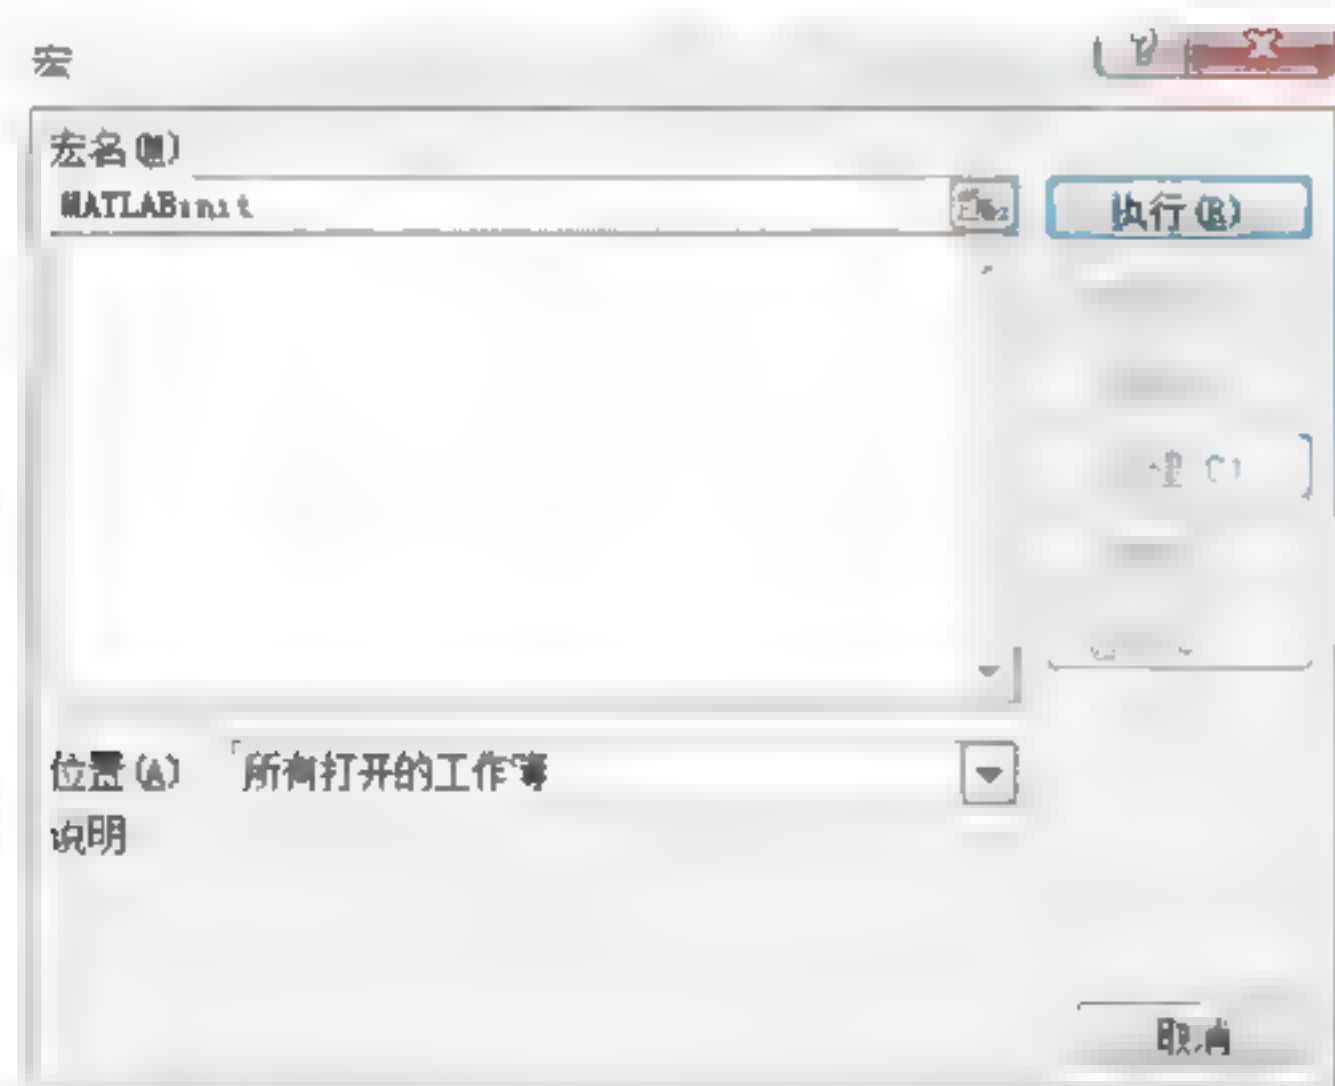 宏
宏名(M)
MATLABinit
执行(R)
位置(A) 所有打开的工作簿
说明
取消